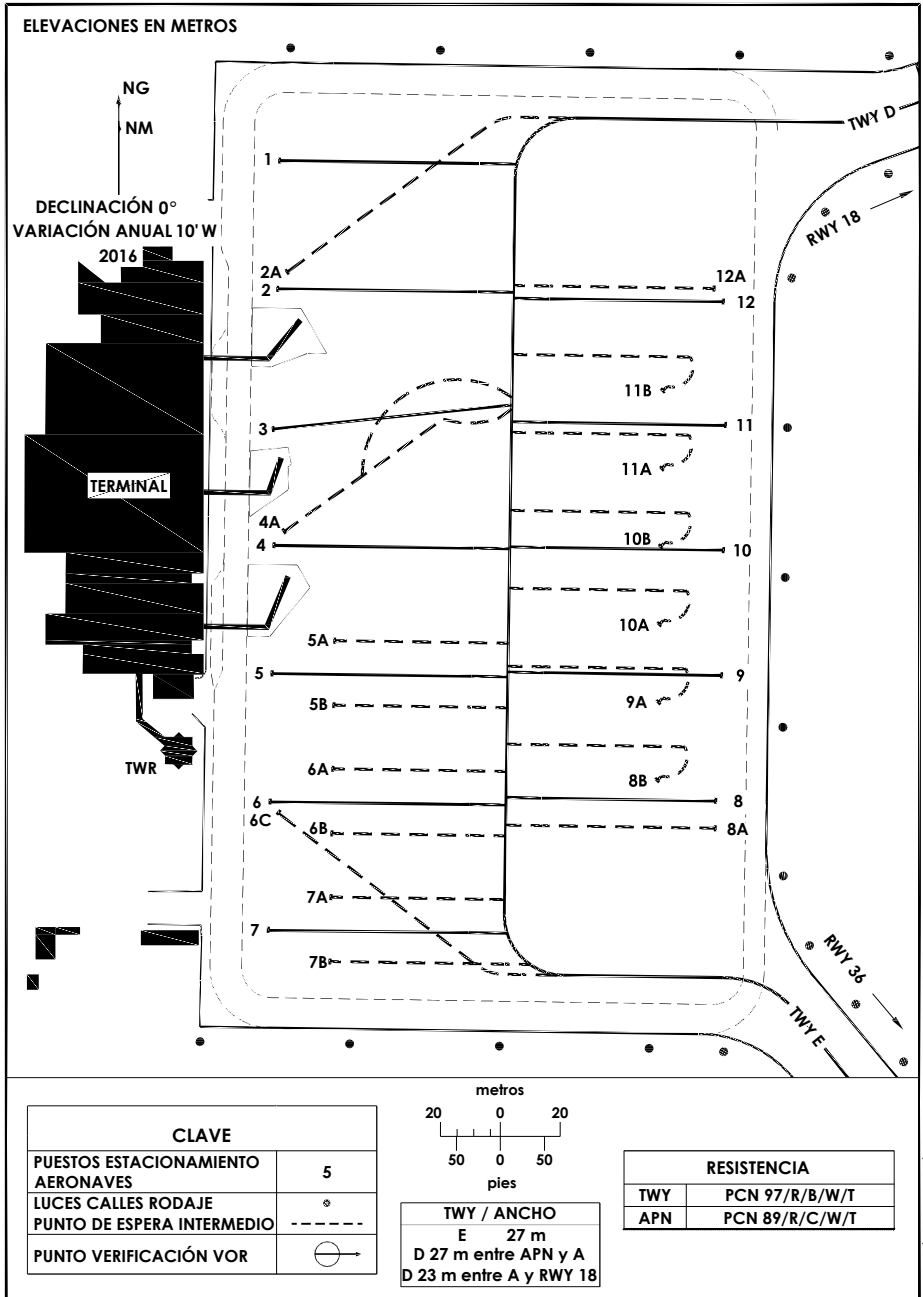 ELEVACIONES EN METROS
NG
NM
TWY D
1
DECLINACIÓN 0°
VARIACIÓN ANUAL 10' W
2016
RWY 18
2A
2
12A
12
11B
3
11
11A
TERMINAL
4A
4
10B
10
10A
5A
5
9
5B
9A
6A
8B
TWR
6
8
6C
6B
8A
7A
7
7B
RWY 36
TWY E
metros
20 0 20
50 0 50
pies
CLAVE
PUESTOS ESTACIONAMIENTO
AERONAVES
5
LUCES CALLES RODAJE
PUNTO DE ESPERA INTERMEDIO
PUNTO VERIFICACIÓN VOR
TWY / ANCHO
E 27 m
D 27 m entre APN y A
D 23 m entre A y RWY 18
RESISTENCIA
TWY PCN 97/R/B/W/T
APN PCN 89/R/C/W/T